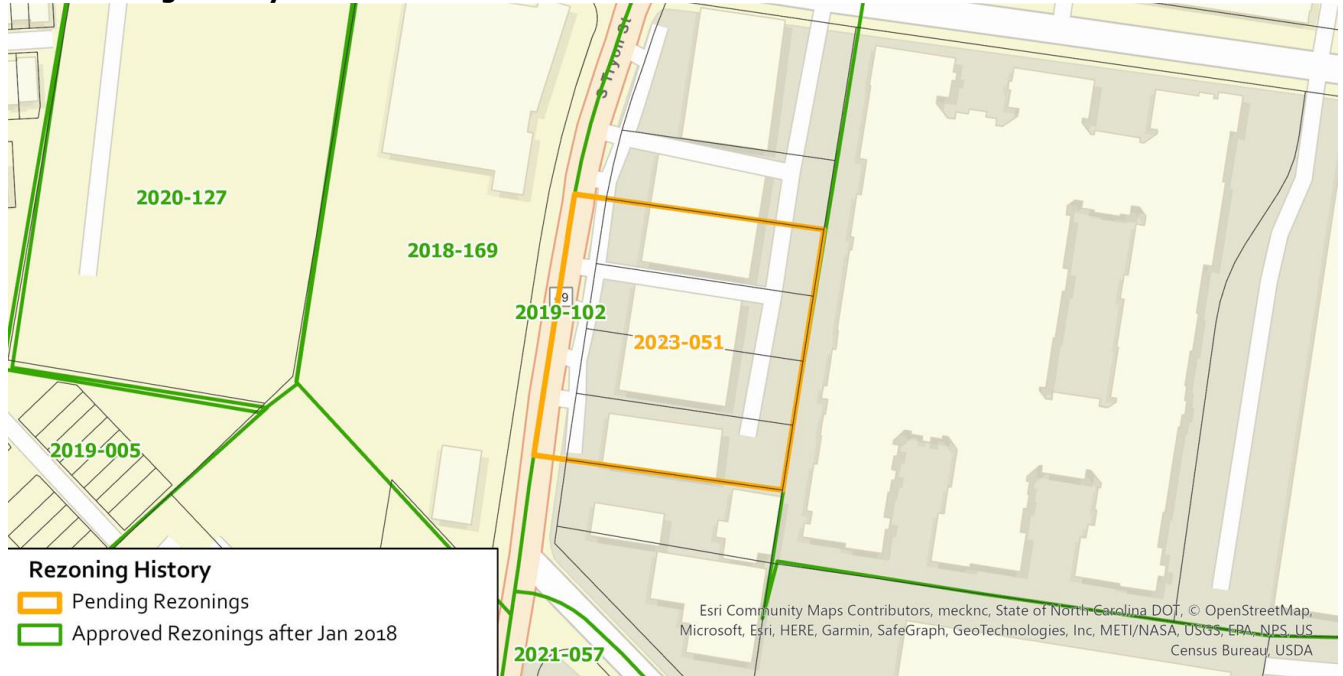 S Tryon St
2020-127
2018-169
2019-102
2023-051
2019-005
2021-057
Rezoning History
Pending Rezonings
Approved Rezonings after Jan 2018
Esri Community Maps Contributors, mecknc, State of North Carolina DOT, © OpenStreetMap,
Microsoft, Esri, HERE, Garmin, SafeGraph, GeoTechnologies, Inc, METI/NASA, USGS, EPA, NPS, US
Census Bureau, USDA